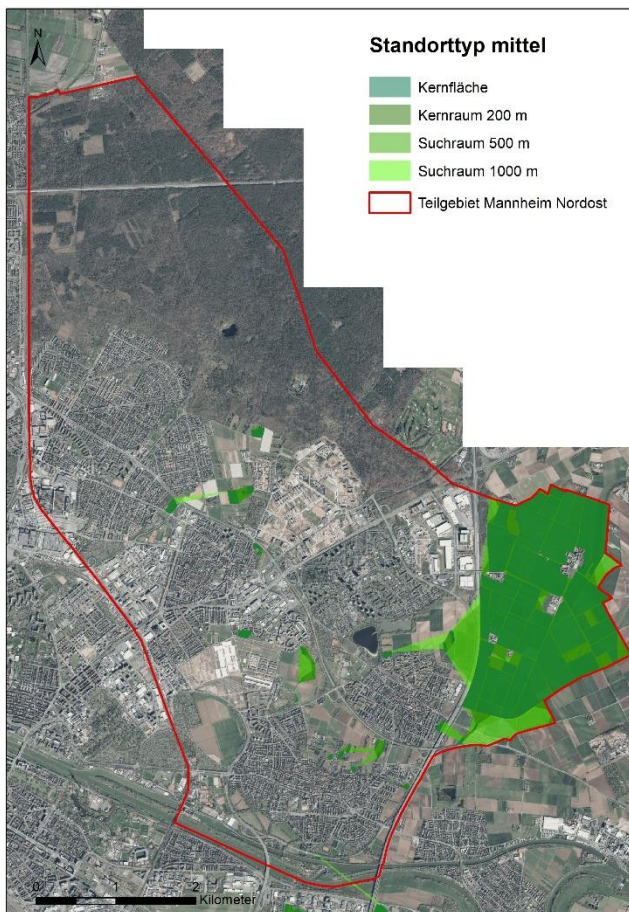 N
Standorttyp mittel
Kernfläche
Kernraum 200 m
Suchraum 500 m
Suchraum 1000 m
Teilgebiet Mannheim Nordost
0 1 2
Kilometer